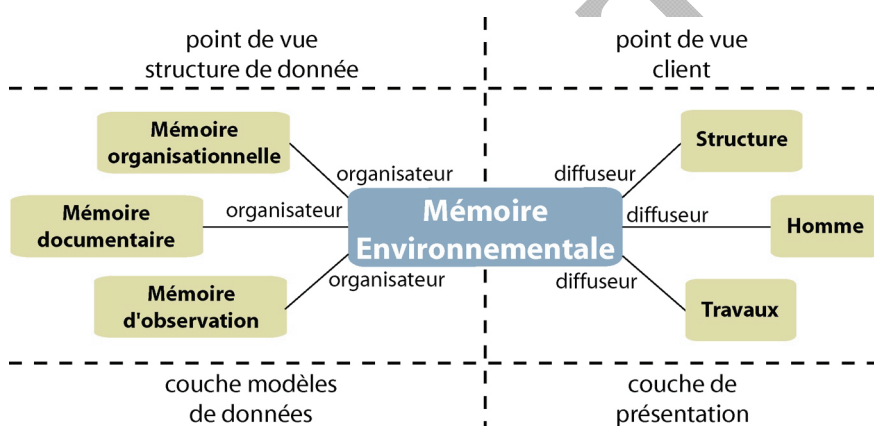 point de vue
structure de donnée
point de vue
client
Mémoire
organisationnelle
organisateur
Mémoire
documentaire
organisateur
Mémoire
d'observation
organisateur
Mémoire
Environnementale
diffuseur
Structure
diffuseur
Homme
diffuseur
Travaux
couche modèles
de données
couche de
présentation